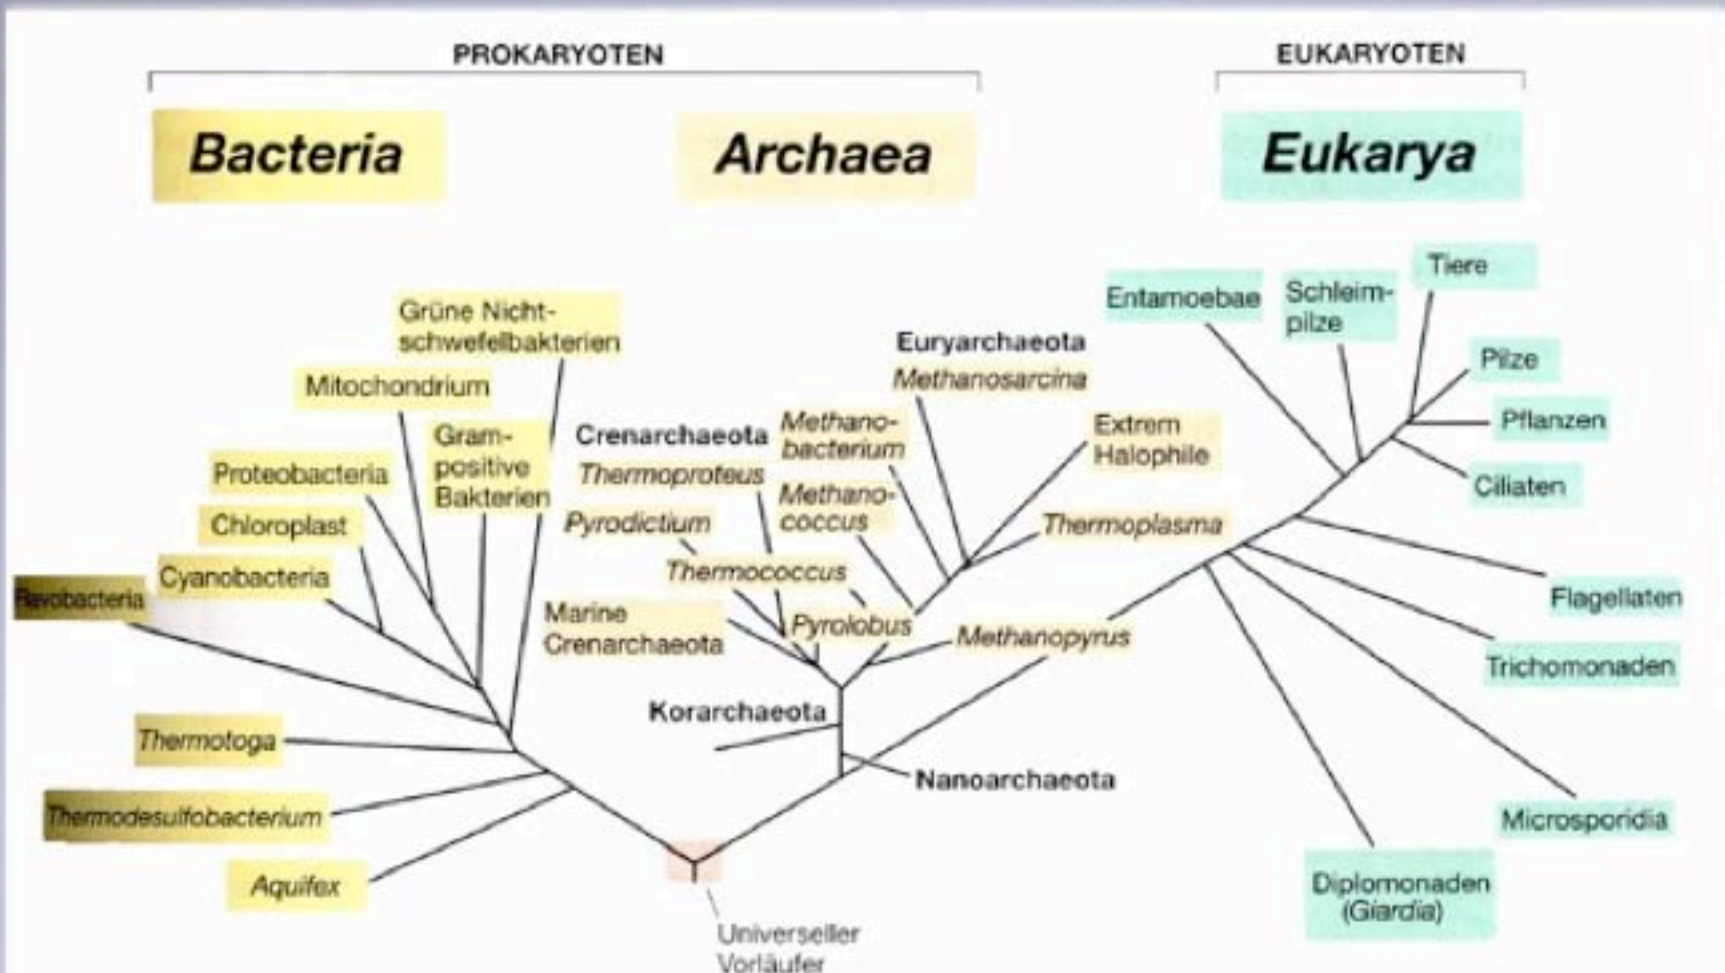 PROKARYOTEN
EUKARYOTEN
Bacteria
Archaea
Eukarya
Grüne Nicht-
schwefelbakterien
Mitochondrium
Gram-
positive
Bakterien
Proteobacteria
Chloroplast
Cyanobacteria
Flavobacteria
Thermotoga
Thermodesulfobacterium
Aquifex
Euryarchaeota
Methanosarcina
Crenarchaeota
Thermoproteus
Methano-
bacterium
Extrem
Halophile
Pyrodictium
Methano-
coccus
Thermoplasma
Thermococcus
Marine
Crenarchaeota
Pyrolobus
Methanopyrus
Korarchaeota
Nanoarchaeota
Universeller
Vorläufer
Entamoebae
Schleim-
pilze
Tiere
Pilze
Pflanzen
Ciliaten
Flagellaten
Trichomonaden
Microsporidia
Diplomonaden
(Giardia)